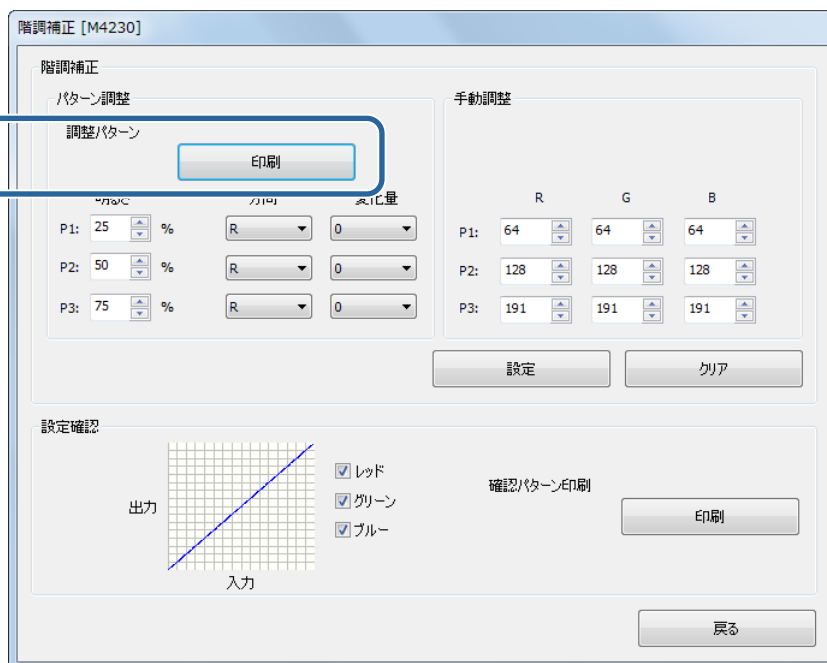 階調補正 [M4230]
階調補正
パターン調整
調整パターン
印刷
変化量
P1: 25 % R 0
P2: 50 % R 0
P3: 75 % R 0
手動調整
R G B
P1: 64 64 64
P2: 128 128 128
P3: 191 191 191
設定 クリア
設定確認
出力
入力
レッド
グリーン
ブルー
確認パターン印刷
印刷
戻る